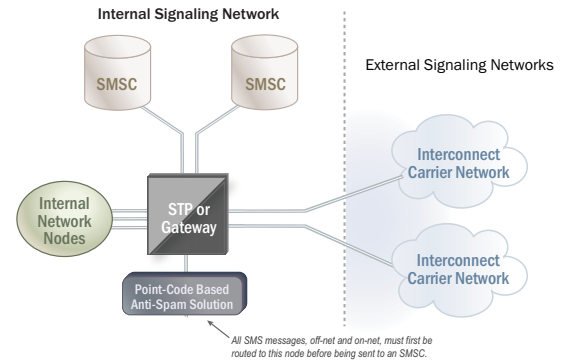 Internal Signaling Network
External Signaling Networks
SMSC
SMSC
Interconnect
Carrier Network
Internal
Network
Nodes
STP or
Gateway
Interconnect
Carrier Network
Point-Code Based
Anti-Spam Solution
All SMS messages, off-net and on-net, must first be
routed to this node before being sent to an SMSC.